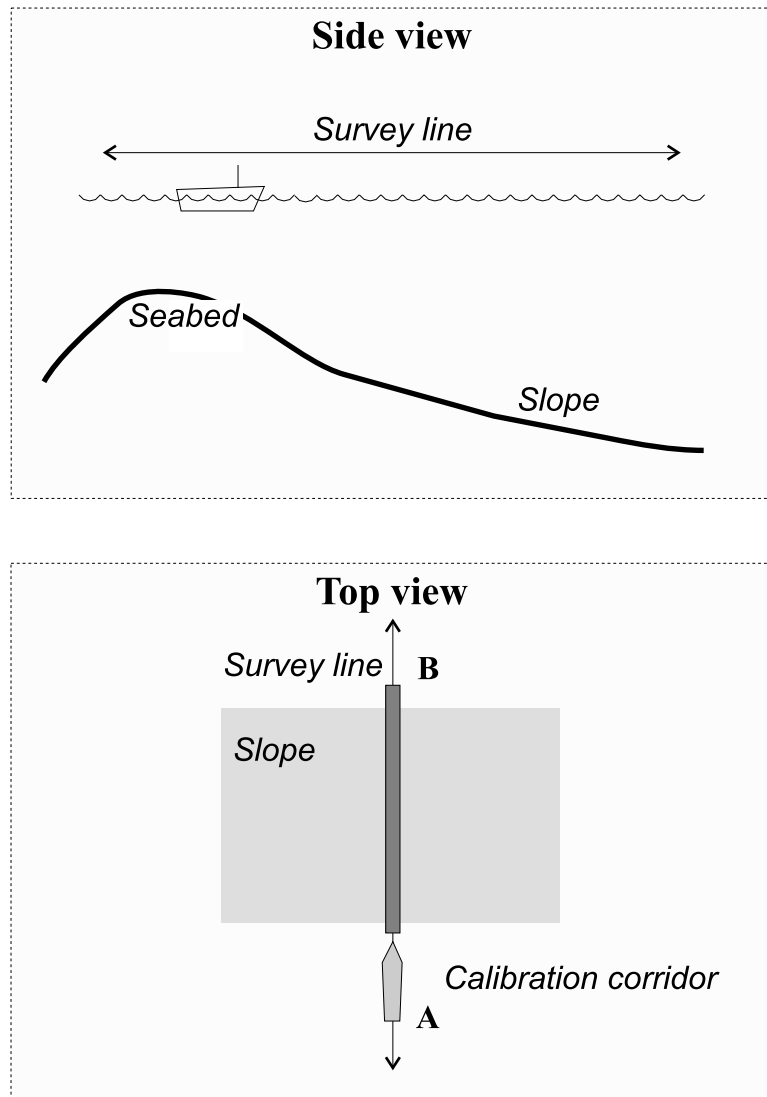 Side view
Survey line
Seabed
Slope
Top view
Survey line
B
Slope
Calibration corridor
A